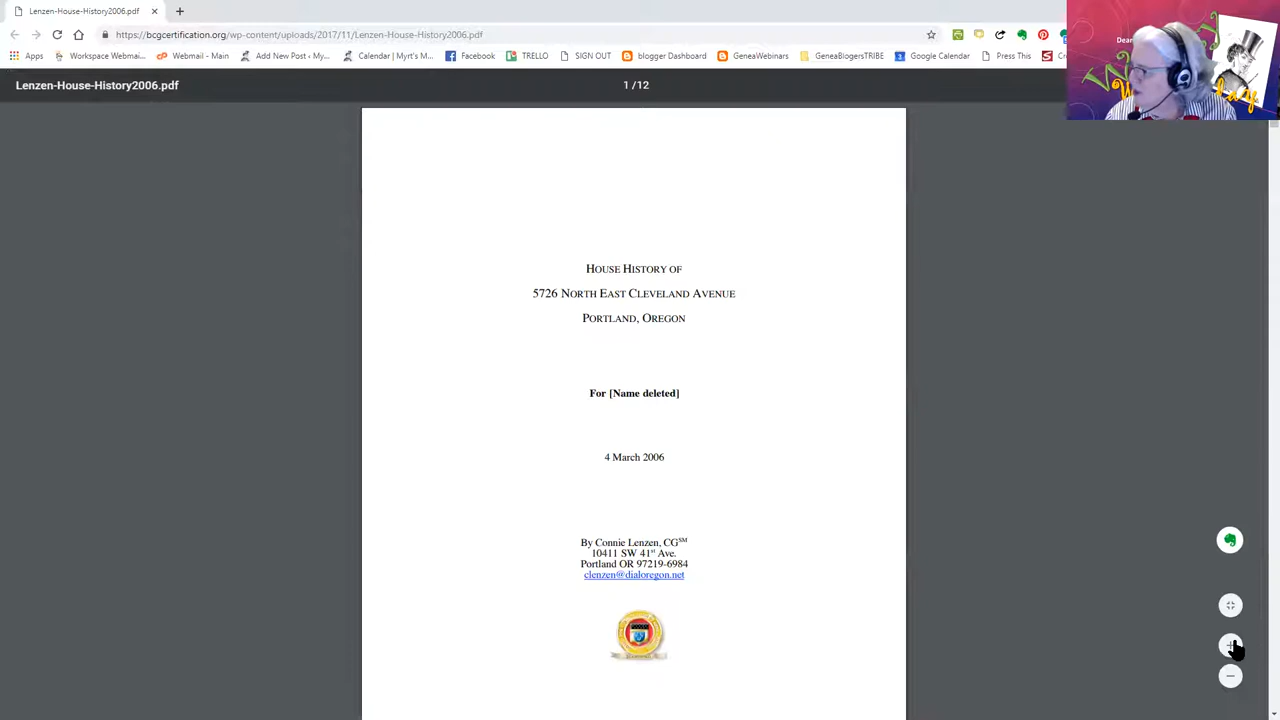 Lenzen-House-History2006.pdf
https://bcgcertification.org/wp-content/uploads/2017/11/Lenzen-House-History2006.pdf
Apps Workspace Webmail Webmail - Main Add New Post ‹ My... Calendar | Myrt's M... Facebook TRELLO SIGN OUT blogger Dashboard GeneaWebinars GeneaBlogersTRIBE Google Calendar Press This
Lenzen-House-History2006.pdf
1 /12
HOUSE HISTORY OF
5726 NORTH EAST CLEVELAND AVENUE
PORTLAND, OREGON
For [Name deleted]
4 March 2006
By Connie Lenzen, CG℠
10411 SW 41st Ave.
Portland OR 97219-6984
clenzen@dialoregon.net